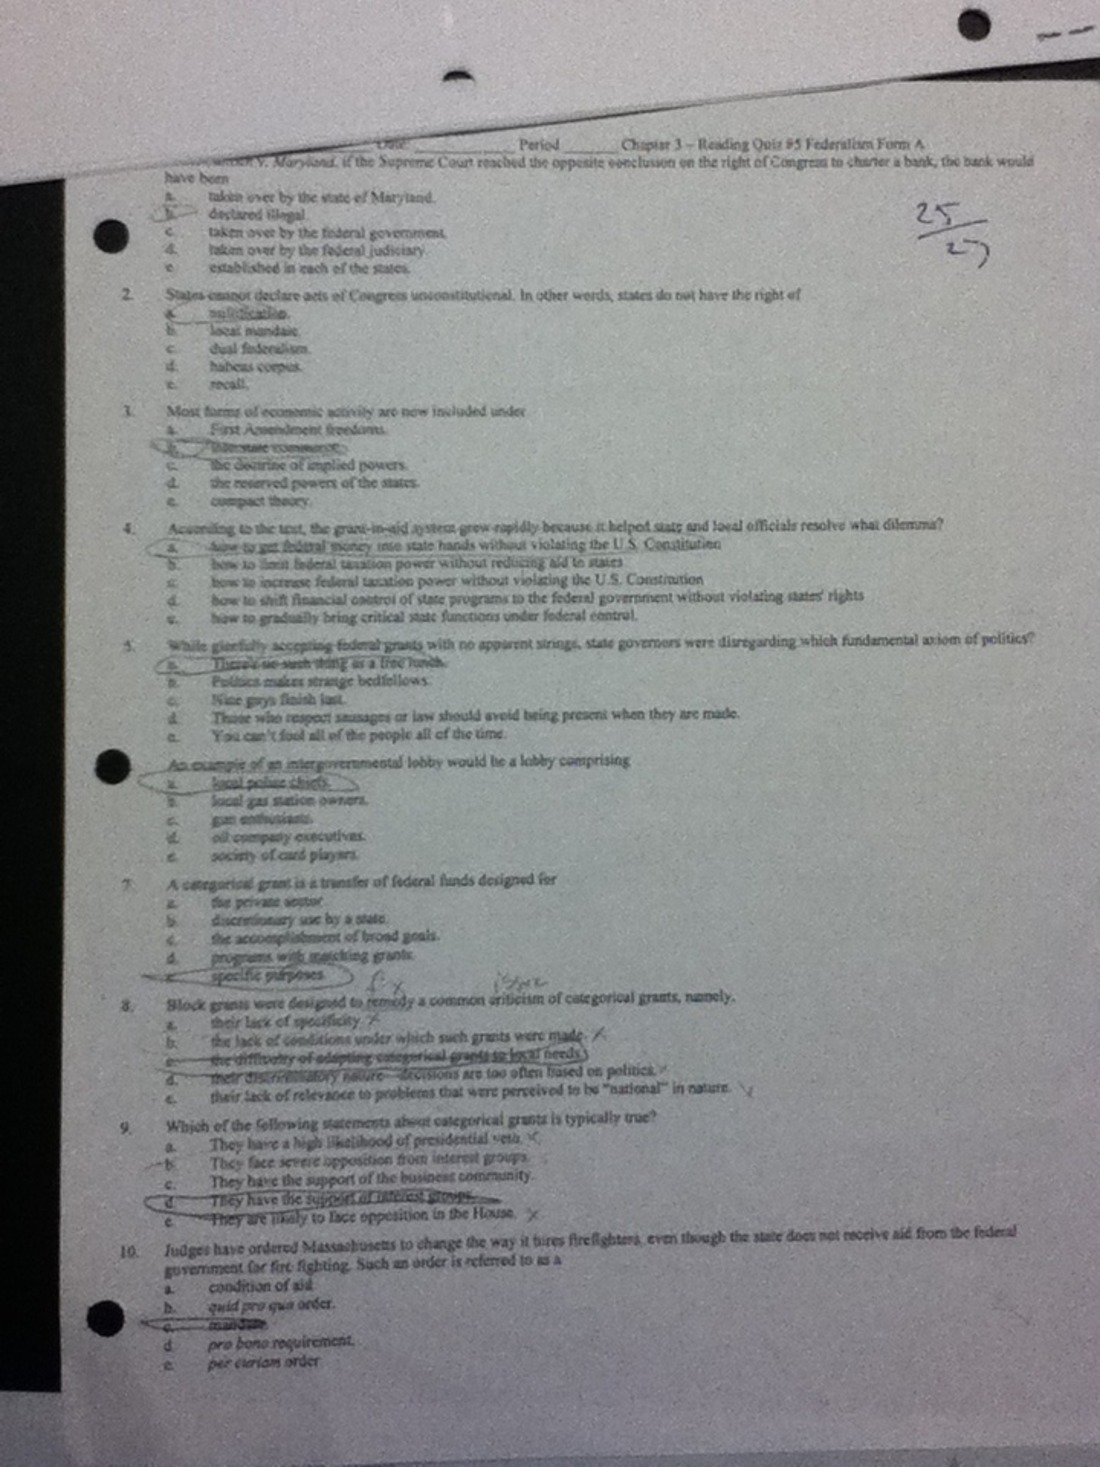 Date Period Chapter 3 – Reading Quiz #5 Federalism Form A
v. Maryland, if the Supreme Court reached the opposite conclusion on the right of Congress to charter a bank, the bank would
have been
a. taken over by the state of Maryland.
b. declared illegal.
c. taken over by the federal government.
d. taken over by the federal judiciary.
e. established in each of the states.
25/27
2. States cannot declare acts of Congress unconstitutional. In other words, states do not have the right of
a. nullification.
b. local mandate.
c. dual federalism.
d. habeas corpus.
e. recall.
3. Most forms of economic activity are now included under
a. First Amendment freedoms.
b. interstate commerce.
c. the doctrine of implied powers.
d. the reserved powers of the states.
e. compact theory.
4. According to the text, the grant-in-aid system grew rapidly because it helped state and local officials resolve what dilemma?
a. how to get federal money into state hands without violating the U.S. Constitution
b. how to limit federal taxation power without reducing aid to states
c. how to increase federal taxation power without violating the U.S. Constitution
d. how to shift financial control of state programs to the federal government without violating states' rights
e. how to gradually bring critical state functions under federal control.
5. While gleefully accepting federal grants with no apparent strings, state governors were disregarding which fundamental axiom of politics?
a. There's no such thing as a free lunch.
b. Politics makes strange bedfellows.
c. Nice guys finish last.
d. Those who respect sausages or law should avoid being present when they are made.
e. You can't fool all of the people all of the time.
An example of an intergovernmental lobby would be a lobby comprising
a. local police chiefs.
b. local gas station owners.
c. gun enthusiasts.
d. oil company executives.
e. society of card players.
7. A categorical grant is a transfer of federal funds designed for
a. the private sector
b. discretionary use by a state.
c. the accomplishment of broad goals.
d. programs with matching grants.
e. specific purposes.
fx issue
8. Block grants were designed to remedy a common criticism of categorical grants, namely,
a. their lack of specificity.
b. the lack of conditions under which such grants were made.
c. the difficulty of adapting categorical grants to local needs.
d. their discriminatory nature—decisions are too often based on politics.
e. their lack of relevance to problems that were perceived to be "national" in nature.
9. Which of the following statements about categorical grants is typically true?
a. They have a high likelihood of presidential veto.
b. They face severe opposition from interest groups.
c. They have the support of the business community.
d. They have the support of interest groups.
e. They are likely to face opposition in the House.
10. Judges have ordered Massachusetts to change the way it hires firefighters, even though the state does not receive aid from the federal
government for fire fighting. Such an order is referred to as a
a. condition of aid
b. quid pro quo order.
c. mandate
d. pro bono requirement.
e. per curiam order